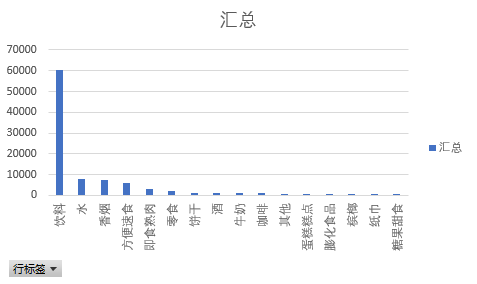 汇总
70000
60000
50000
40000
30000
20000
10000
0
饮料
水
香烟
方便速食
即食熟肉
零食
饼干
酒
牛奶
咖啡
其他
蛋糕糕点
膨化食品
槟榔
纸巾
糖果甜食
汇总
行标签